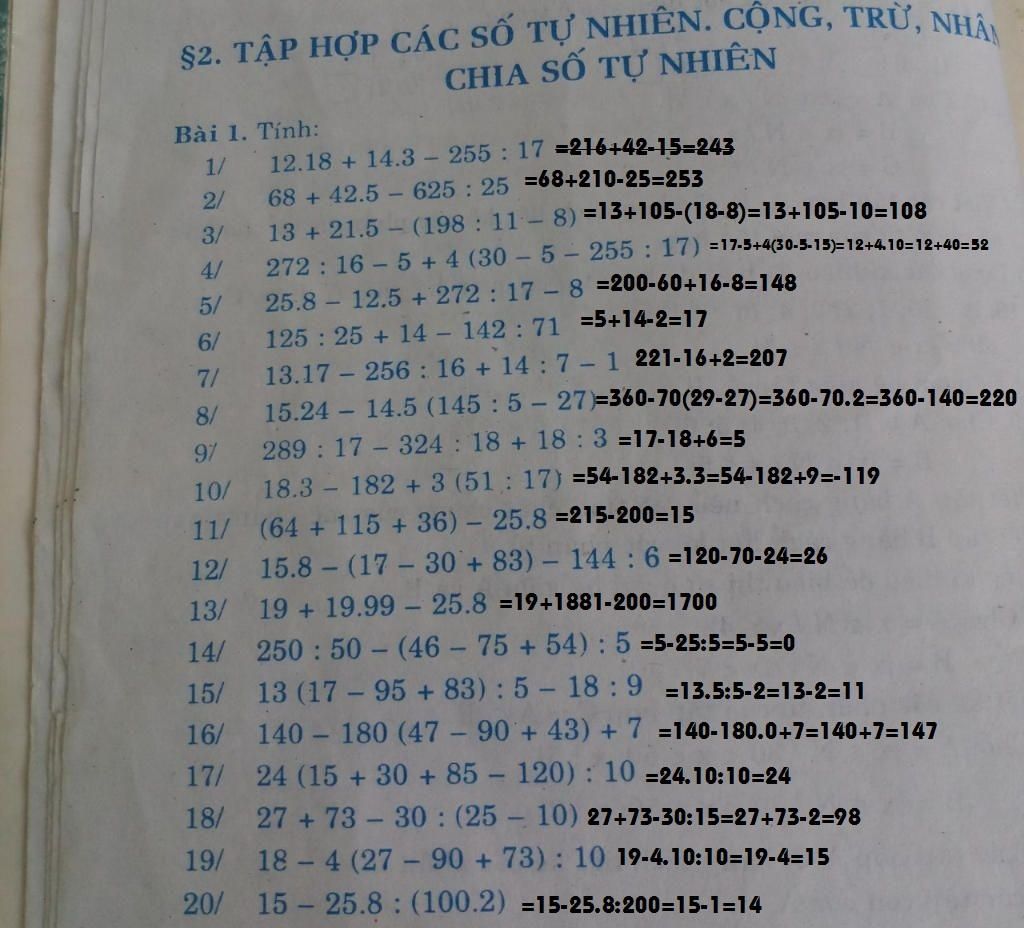 §2. TẬP HỢP CÁC SỐ TỰ NHIÊN. CỘNG, TRỪ, NHÂN
CHIA SỐ TỰ NHIÊN
Bài 1. Tính:
1/ 12.18 + 14.3 – 255 : 17 =216+42-15=243
2/ 68 + 42.5 – 625 : 25 =68+210-25=253
3/ 13 + 21.5 – (198 : 11 – 8) =13+105-(18-8)=13+105-10=108
4/ 272 : 16 – 5 + 4 (30 – 5 – 255 : 17) =17-5+4(30-5-15)=12+4.10=12+40=52
5/ 25.8 – 12.5 + 272 : 17 – 8 =200-60+16-8=148
6/ 125 : 25 + 14 – 142 : 71 =5+14-2=17
7/ 13.17 – 256 : 16 + 14 : 7 – 1 221-16+2=207
8/ 15.24 – 14.5 (145 : 5 – 27) =360-70(29-27)=360-70.2=360-140=220
9/ 289 : 17 – 324 : 18 + 18 : 3 =17-18+6=5
10/ 18.3 – 182 + 3 (51 : 17) =54-182+3.3=54-182+9=-119
11/ (64 + 115 + 36) – 25.8 =215-200=15
12/ 15.8 – (17 – 30 + 83) – 144 : 6 =120-70-24=26
13/ 19 + 19.99 – 25.8 =19+1881-200=1700
14/ 250 : 50 – (46 – 75 + 54) : 5 =5-25:5=5-5=0
15/ 13 (17 – 95 + 83) : 5 – 18 : 9 =13.5:5-2=13-2=11
16/ 140 – 180 (47 – 90 + 43) + 7 =140-180.0+7=140+7=147
17/ 24 (15 + 30 + 85 – 120) : 10 =24.10:10=24
18/ 27 + 73 – 30 : (25 – 10) 27+73-30:15=27+73-2=98
19/ 18 – 4 (27 – 90 + 73) : 10 19-4.10:10=19-4=15
20/ 15 – 25.8 : (100.2) =15-25.8:200=15-1=14